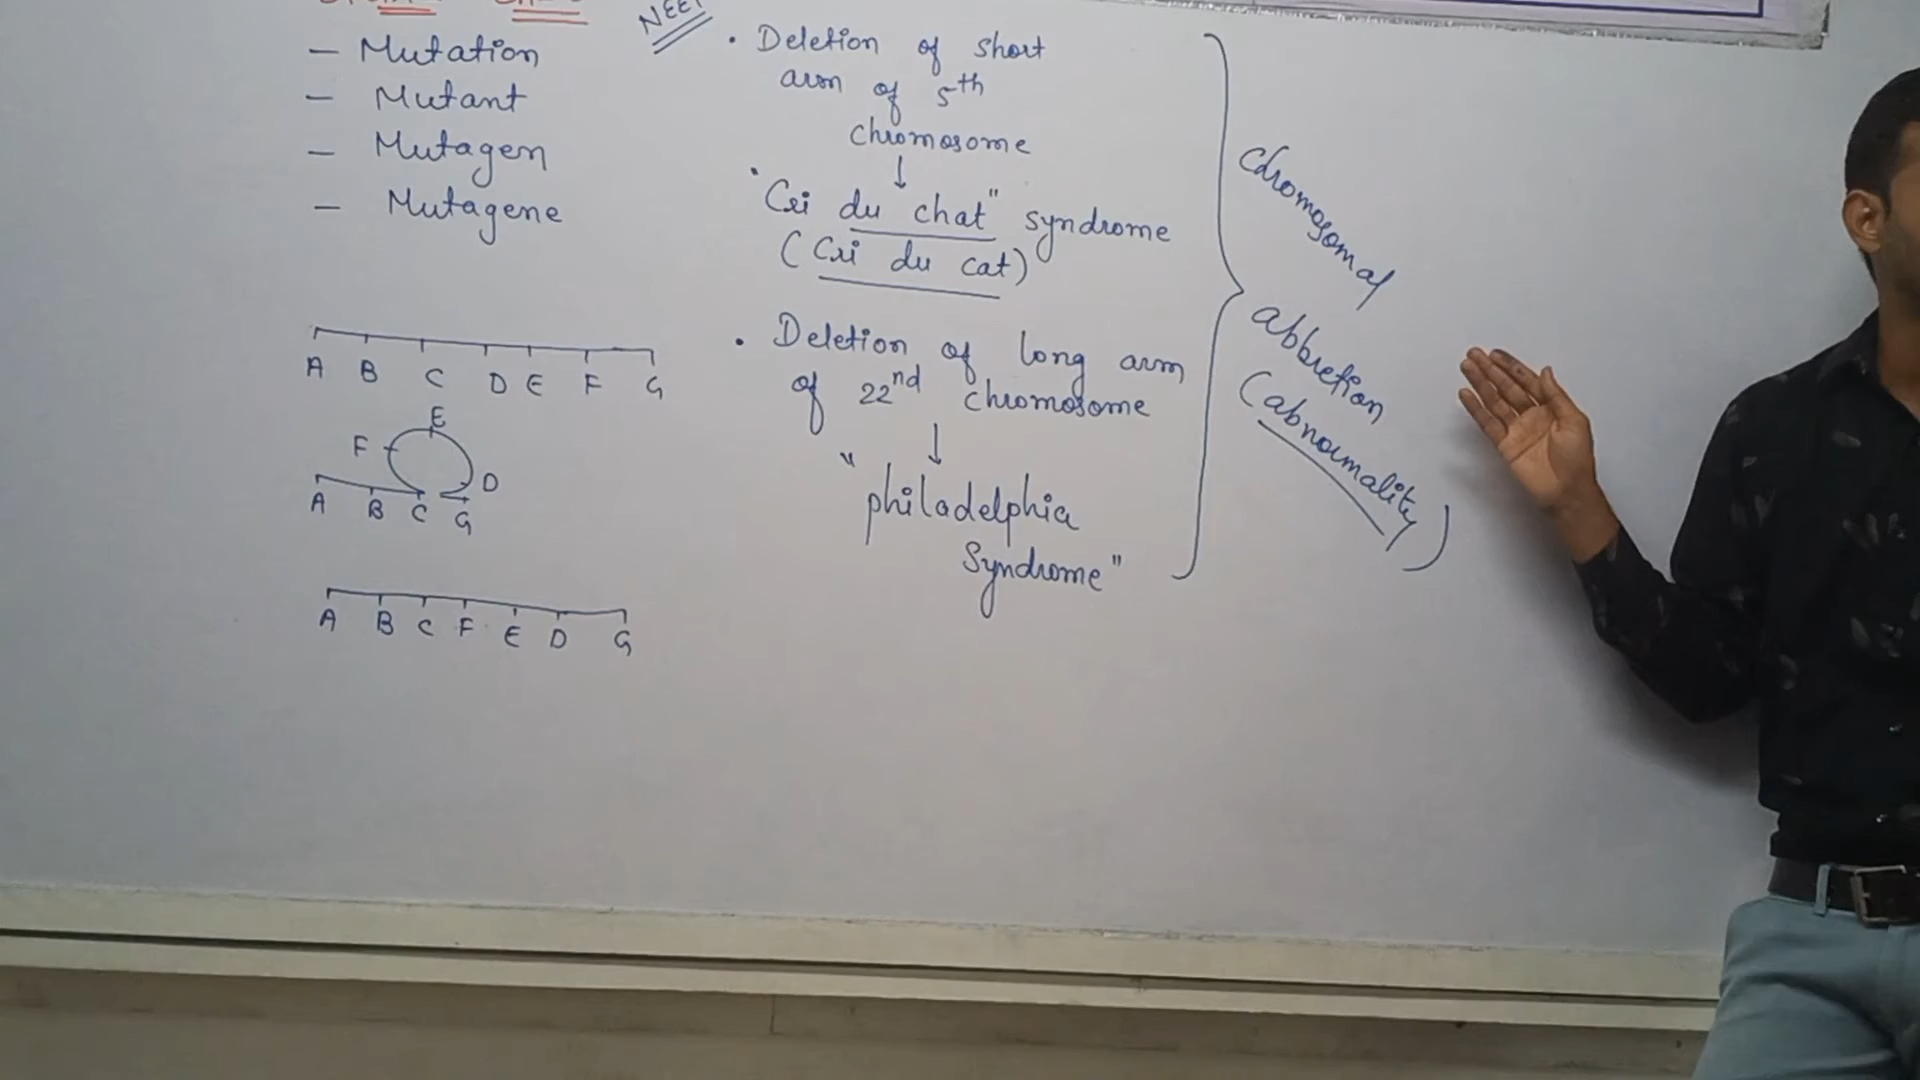 NEET
– Mutation
– Mutant
– Mutagen
– Mutagene
A B C D E F G
E
F
D
A B C G
A B C F E D G
• Deletion of short
arm of 5th
chromosome
↓
"Cri du chat" syndrome
(Cri du cat)
• Deletion of long arm
of 22nd chromosome
↓
"philadelphia
Syndrome"
Chromosomal
abbretion
(abnormality)